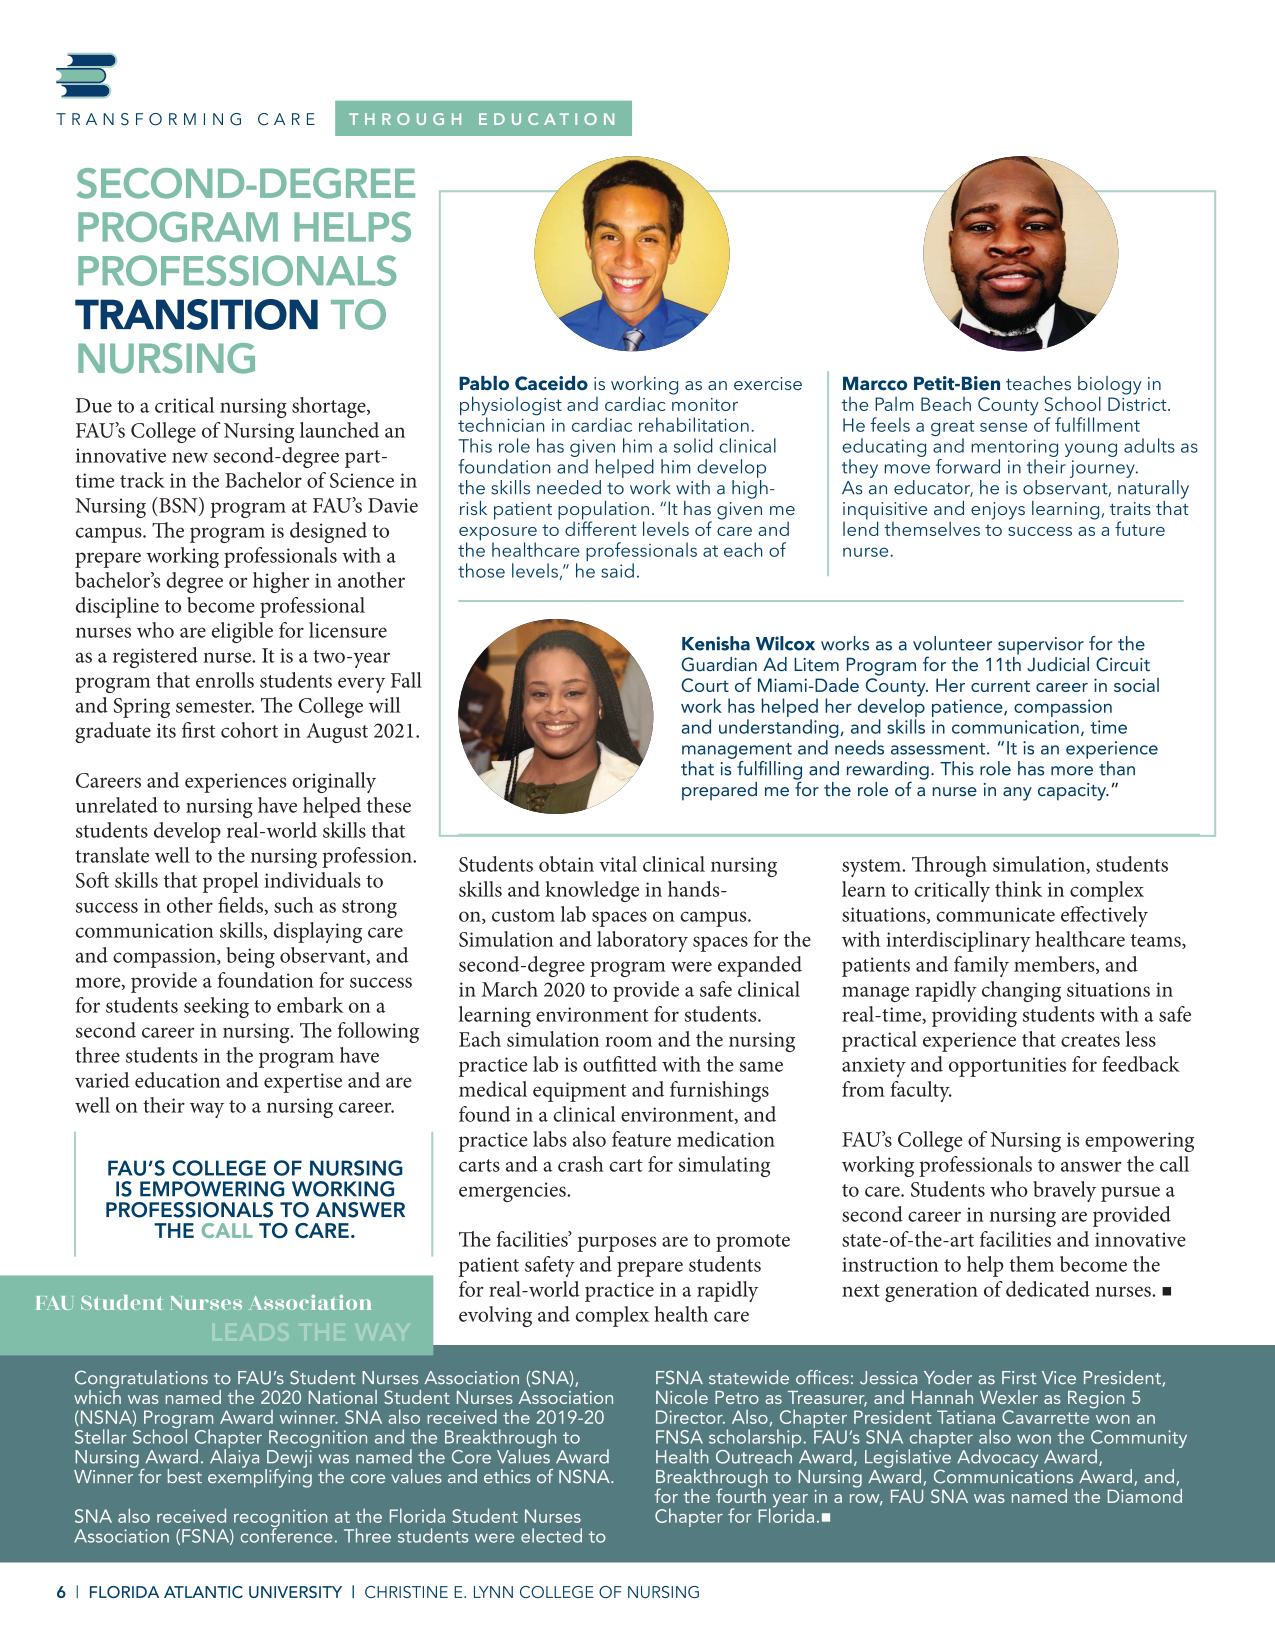 TRANSFORMING CARE THROUGH EDUCATION
SECOND-DEGREE
PROGRAM HELPS
PROFESSIONALS
TRANSITION TO
NURSING
Due to a critical nursing shortage,
FAU’s College of Nursing launched an
innovative new second-degree part-
time track in the Bachelor of Science in
Nursing (BSN) program at FAU’s Davie
campus. The program is designed to
prepare working professionals with a
bachelor’s degree or higher in another
discipline to become professional
nurses who are eligible for licensure
as a registered nurse. It is a two-year
program that enrolls students every Fall
and Spring semester. The College will
graduate its first cohort in August 2021.
Careers and experiences originally
unrelated to nursing have helped these
students develop real-world skills that
translate well to the nursing profession.
Soft skills that propel individuals to
success in other fields, such as strong
communication skills, displaying care
and compassion, being observant, and
more, provide a foundation for success
for students seeking to embark on a
second career in nursing. The following
three students in the program have
varied education and expertise and are
well on their way to a nursing career.
FAU’S COLLEGE OF NURSING
IS EMPOWERING WORKING
PROFESSIONALS TO ANSWER
THE CALL TO CARE.
Pablo Caceido is working as an exercise
physiologist and cardiac monitor
technician in cardiac rehabilitation.
This role has given him a solid clinical
foundation and helped him develop
the skills needed to work with a high-
risk patient population. “It has given me
exposure to different levels of care and
the healthcare professionals at each of
those levels,” he said.
Marcco Petit-Bien teaches biology in
the Palm Beach County School District.
He feels a great sense of fulfillment
educating and mentoring young adults as
they move forward in their journey.
As an educator, he is observant, naturally
inquisitive and enjoys learning, traits that
lend themselves to success as a future
nurse.
Kenisha Wilcox works as a volunteer supervisor for the
Guardian Ad Litem Program for the 11th Judicial Circuit
Court of Miami-Dade County. Her current career in social
work has helped her develop patience, compassion
and understanding, and skills in communication, time
management and needs assessment. “It is an experience
that is fulfilling and rewarding. This role has more than
prepared me for the role of a nurse in any capacity.”
Students obtain vital clinical nursing
skills and knowledge in hands-
on, custom lab spaces on campus.
Simulation and laboratory spaces for the
second-degree program were expanded
in March 2020 to provide a safe clinical
learning environment for students.
Each simulation room and the nursing
practice lab is outfitted with the same
medical equipment and furnishings
found in a clinical environment, and
practice labs also feature medication
carts and a crash cart for simulating
emergencies.
The facilities’ purposes are to promote
patient safety and prepare students
for real-world practice in a rapidly
evolving and complex health care
system. Through simulation, students
learn to critically think in complex
situations, communicate effectively
with interdisciplinary healthcare teams,
patients and family members, and
manage rapidly changing situations in
real-time, providing students with a safe
practical experience that creates less
anxiety and opportunities for feedback
from faculty.
FAU’s College of Nursing is empowering
working professionals to answer the call
to care. Students who bravely pursue a
second career in nursing are provided
state-of-the-art facilities and innovative
instruction to help them become the
next generation of dedicated nurses. ■
FAU Student Nurses Association
LEADS THE WAY
Congratulations to FAU’s Student Nurses Association (SNA),
which was named the 2020 National Student Nurses Association
(NSNA) Program Award winner. SNA also received the 2019-20
Stellar School Chapter Recognition and the Breakthrough to
Nursing Award. Alaiya Dewji was named the Core Values Award
Winner for best exemplifying the core values and ethics of NSNA.
SNA also received recognition at the Florida Student Nurses
Association (FSNA) conference. Three students were elected to
FSNA statewide offices: Jessica Yoder as First Vice President,
Nicole Petro as Treasurer, and Hannah Wexler as Region 5
Director. Also, Chapter President Tatiana Cavarrette won an
FNSA scholarship. FAU’s SNA chapter also won the Community
Health Outreach Award, Legislative Advocacy Award,
Breakthrough to Nursing Award, Communications Award, and,
for the fourth year in a row, FAU SNA was named the Diamond
Chapter for Florida.■
6 | FLORIDA ATLANTIC UNIVERSITY | CHRISTINE E. LYNN COLLEGE OF NURSING